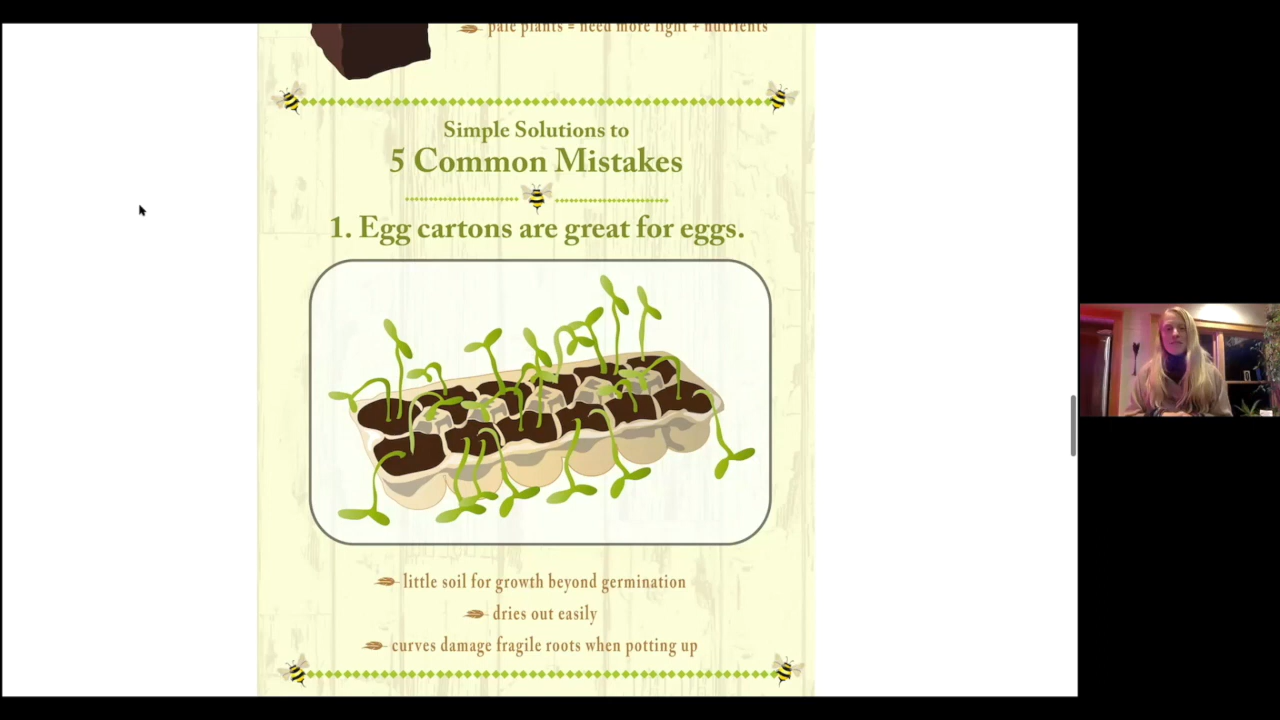 pale plants = need more light + nutrients
Simple Solutions to
5 Common Mistakes
1. Egg cartons are great for eggs.
little soil for growth beyond germination
dries out easily
curves damage fragile roots when potting up